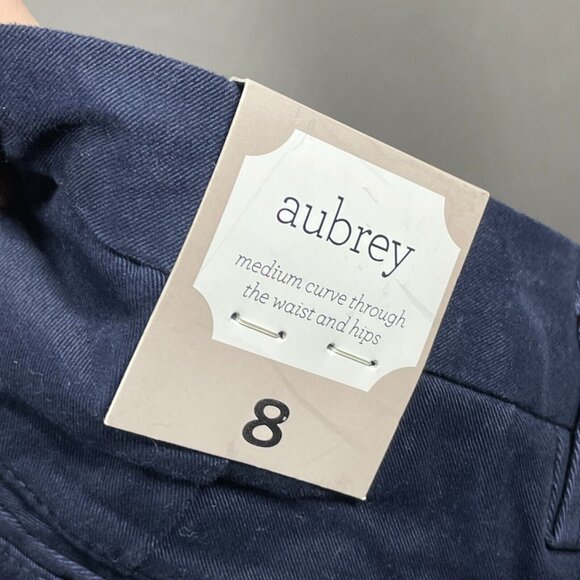 aubrey
medium curve through
the waist and hips
8